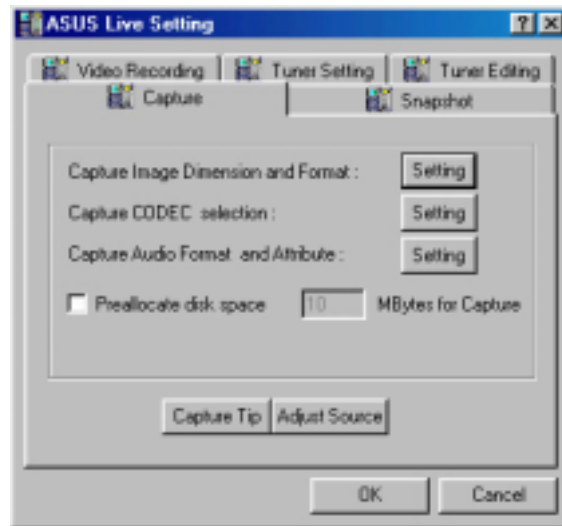 ASUS Live Setting
Video Recording Tuner Setting Tuner Editing
Capture Snapshot
Capture Image Dimension and Format : Setting
Capture CODEC selection : Setting
Capture Audio Format and Attribute : Setting
Preallocate disk space 10 MBytes for Capture
Capture Tip Adjust Source
OK Cancel